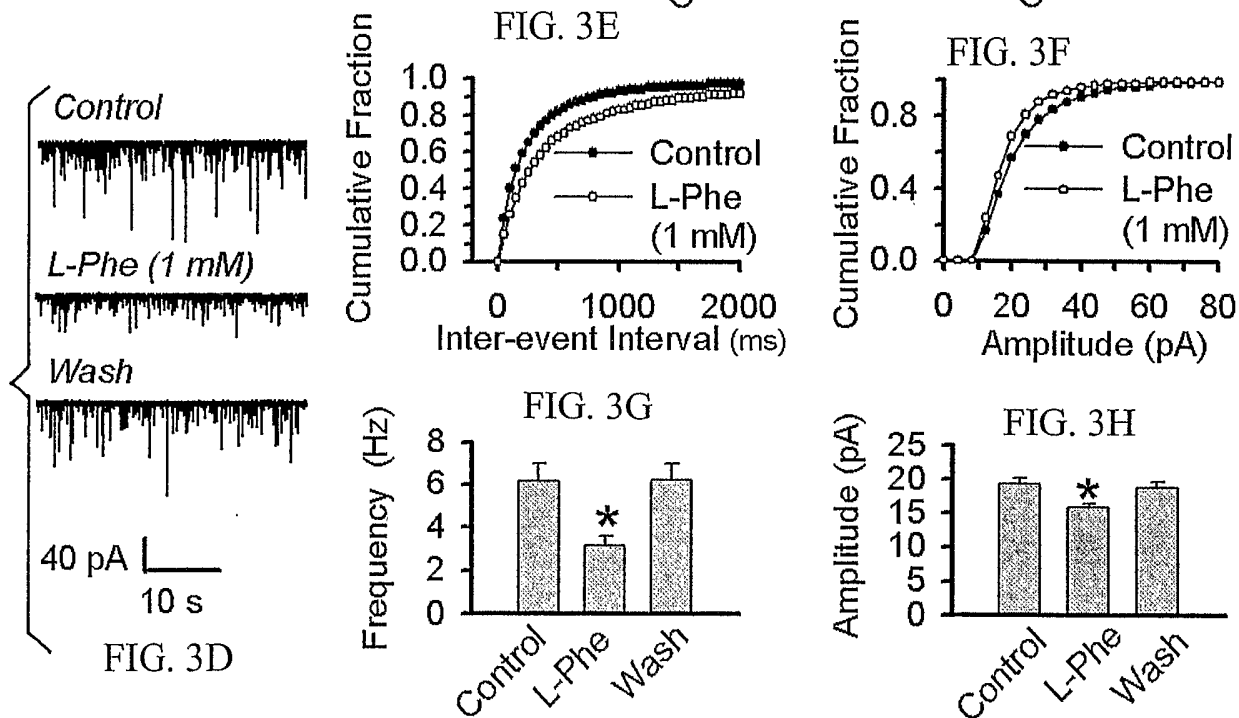 Control
L-Phe (1 mM)
Wash
40 pA
10 s
FIG. 3D
FIG. 3E
Cumulative Fraction
1.0
0.8
0.6
0.4
0.2
0.0
Control
L-Phe
(1 mM)
0 1000 2000
Inter-event Interval (ms)
FIG. 3F
Cumulative Fraction
0.8
0.4
0.0
Control
L-Phe
(1 mM)
0 20 40 60 80
Amplitude (pA)
FIG. 3G
Frequency (Hz)
8
6
4
2
0
*
Control
L-Phe
Wash
FIG. 3H
Amplitude (pA)
25
20
15
10
5
0
*
Control
L-Phe
Wash